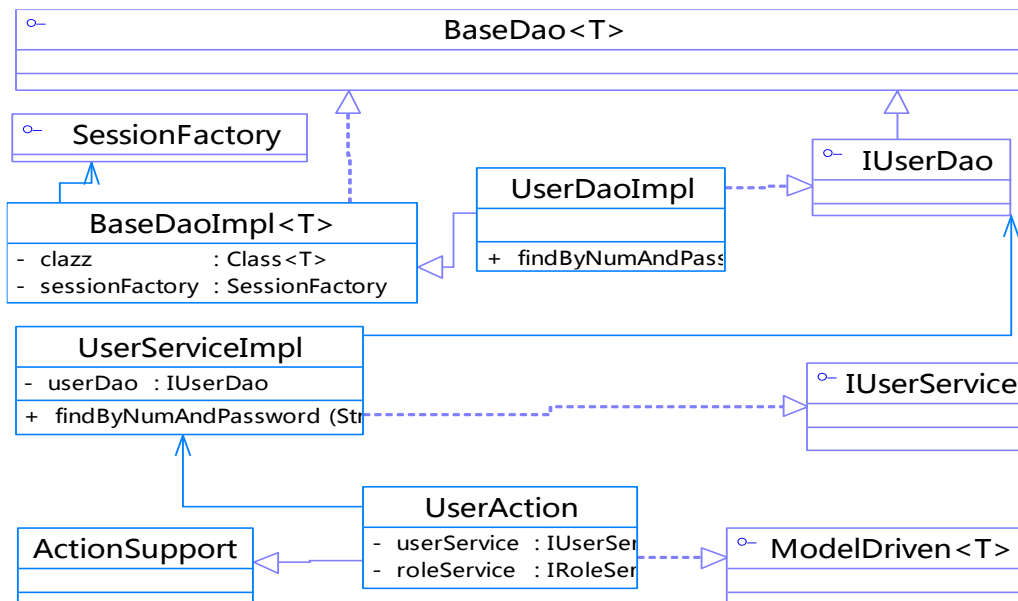 BaseDao<T>
SessionFactory
IUserDao
UserDaoImpl
+ findByNumAndPass
BaseDaoImpl<T>
- clazz : Class<T>
- sessionFactory : SessionFactory
UserServiceImpl
- userDao : IUserDao
+ findByNumAndPassword (Str
IUserService
UserAction
- userService : IUserSer
- roleService : IRoleSer
ActionSupport
ModelDriven<T>